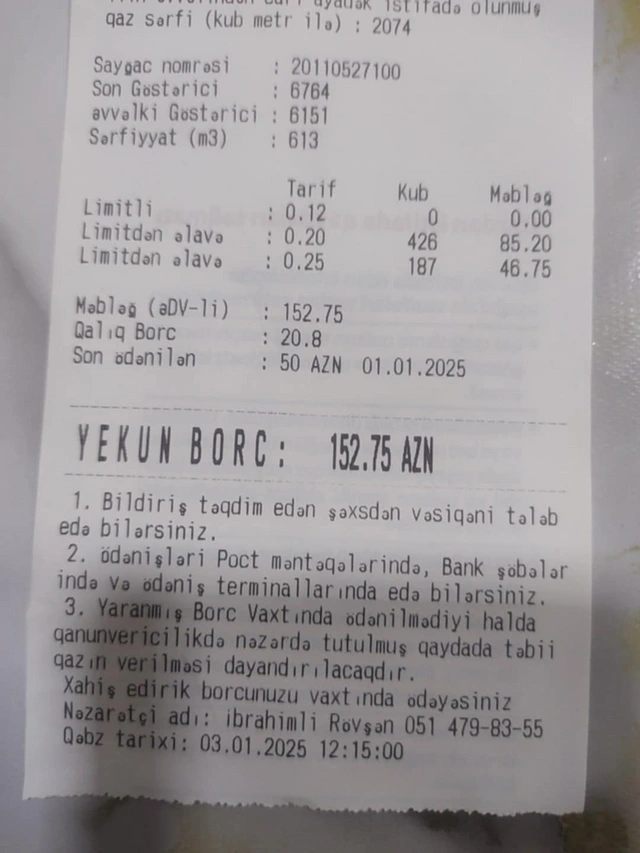 ayadək istifadə olunmuş
qaz sərfi (kub metr ilə) : 2074
Saygac nomrəsi : 20110527100
Son Göstərici : 6764
əvvəlki Göstərici : 6151
Sərfiyyat (m3) : 613
Tarif Kub Məbləğ
Limitli : 0.12 0 0.00
Limitdən əlavə : 0.20 426 85.20
Limitdən əlavə : 0.25 187 46.75
Məbləğ (əDV-li) : 152.75
Qalıq Borc : 20.8
Son ödənilən : 50 AZN 01.01.2025
YEKUN BORC: 152.75 AZN
1. Bildiriş təqdim edən şəxsdən vəsiqəni tələb
edə bilərsiniz.
2. ödənişləri Poct məntəqələrində, Bank şöbələr
ində və ödəniş terminallarında edə bilərsiniz.
3. Yaranmış Borc Vaxtında ödənilmədiyi halda
qanunvericilikdə nəzərdə tutulmuş qaydada təbii
qazın verilməsi dayandırılacaqdır.
Xahiş edirik borcunuzu vaxtında ödəyəsiniz
Nəzarətçi adı: ibrahimli Rövşən 051 479-83-55
Qəbz tarixi: 03.01.2025 12:15:00